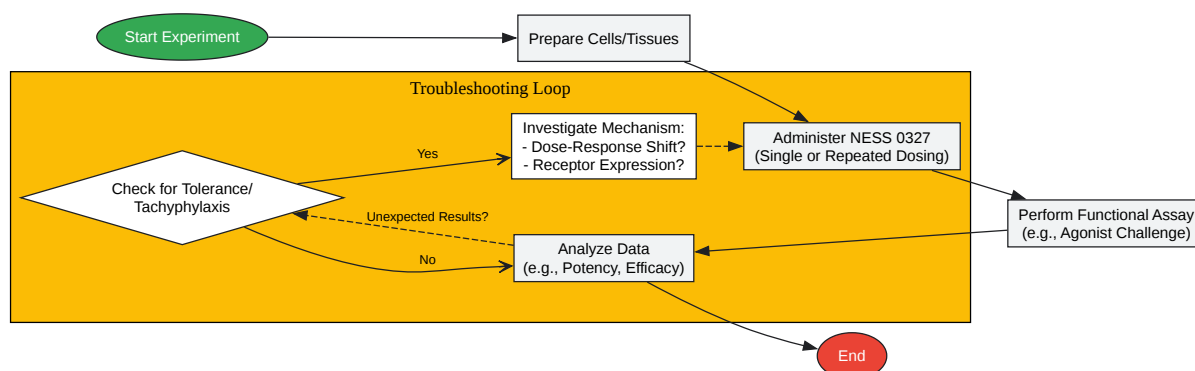 Start Experiment
Prepare Cells/Tissues
Troubleshooting Loop
Investigate Mechanism:
- Dose-Response Shift?
- Receptor Expression?
Administer NESS 0327
(Single or Repeated Dosing)
Yes
Check for Tolerance/
Tachyphylaxis
Unexpected Results?
Perform Functional Assay
(e.g., Agonist Challenge)
No
Analyze Data
(e.g., Potency, Efficacy)
End